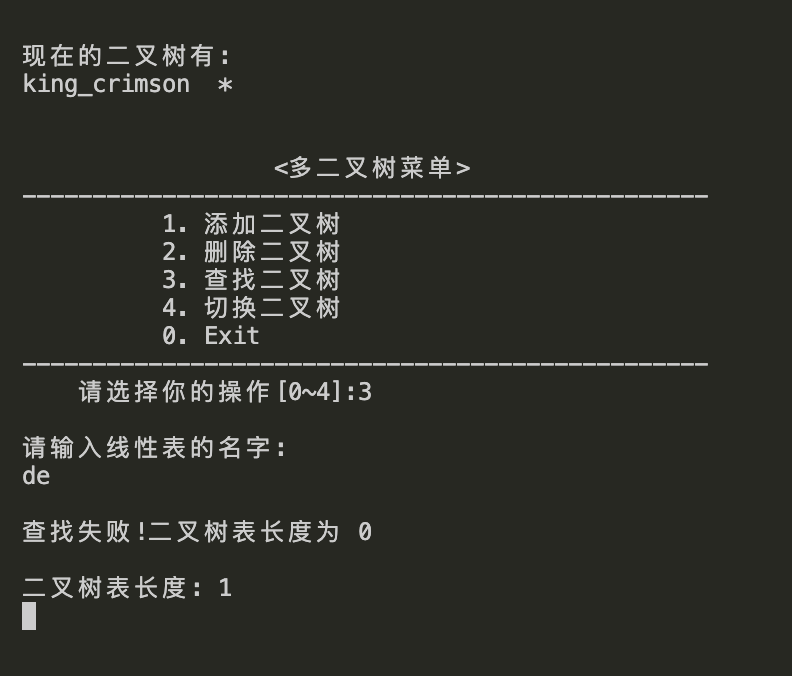 现在的二叉树有:
king_crimson  *
<多二叉树菜单>
-------------------------------------------------
1. 添加二叉树
2. 删除二叉树
3. 查找二叉树
4. 切换二叉树
0. Exit
-------------------------------------------------
请选择你的操作[0~4]:3
请输入线性表的名字:
de
查找失败!二叉树表长度为 0
二叉树表长度: 1